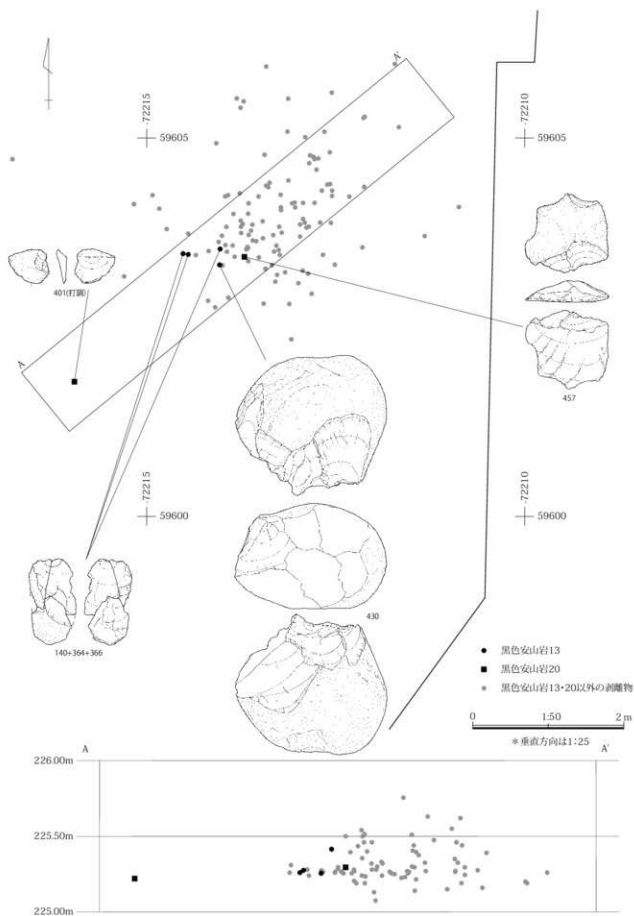 A'
-72215
-72210
59605
59605
401(打調)
A
457
-72215
-72210
59600
59600
430
140+364+366
黒色安山岩13
黒色安山岩20
黒色安山岩13・20以外の剥離物
0 1:50 2 m
*垂直方向は1:25
A A'
226.00m
225.50m
225.00m